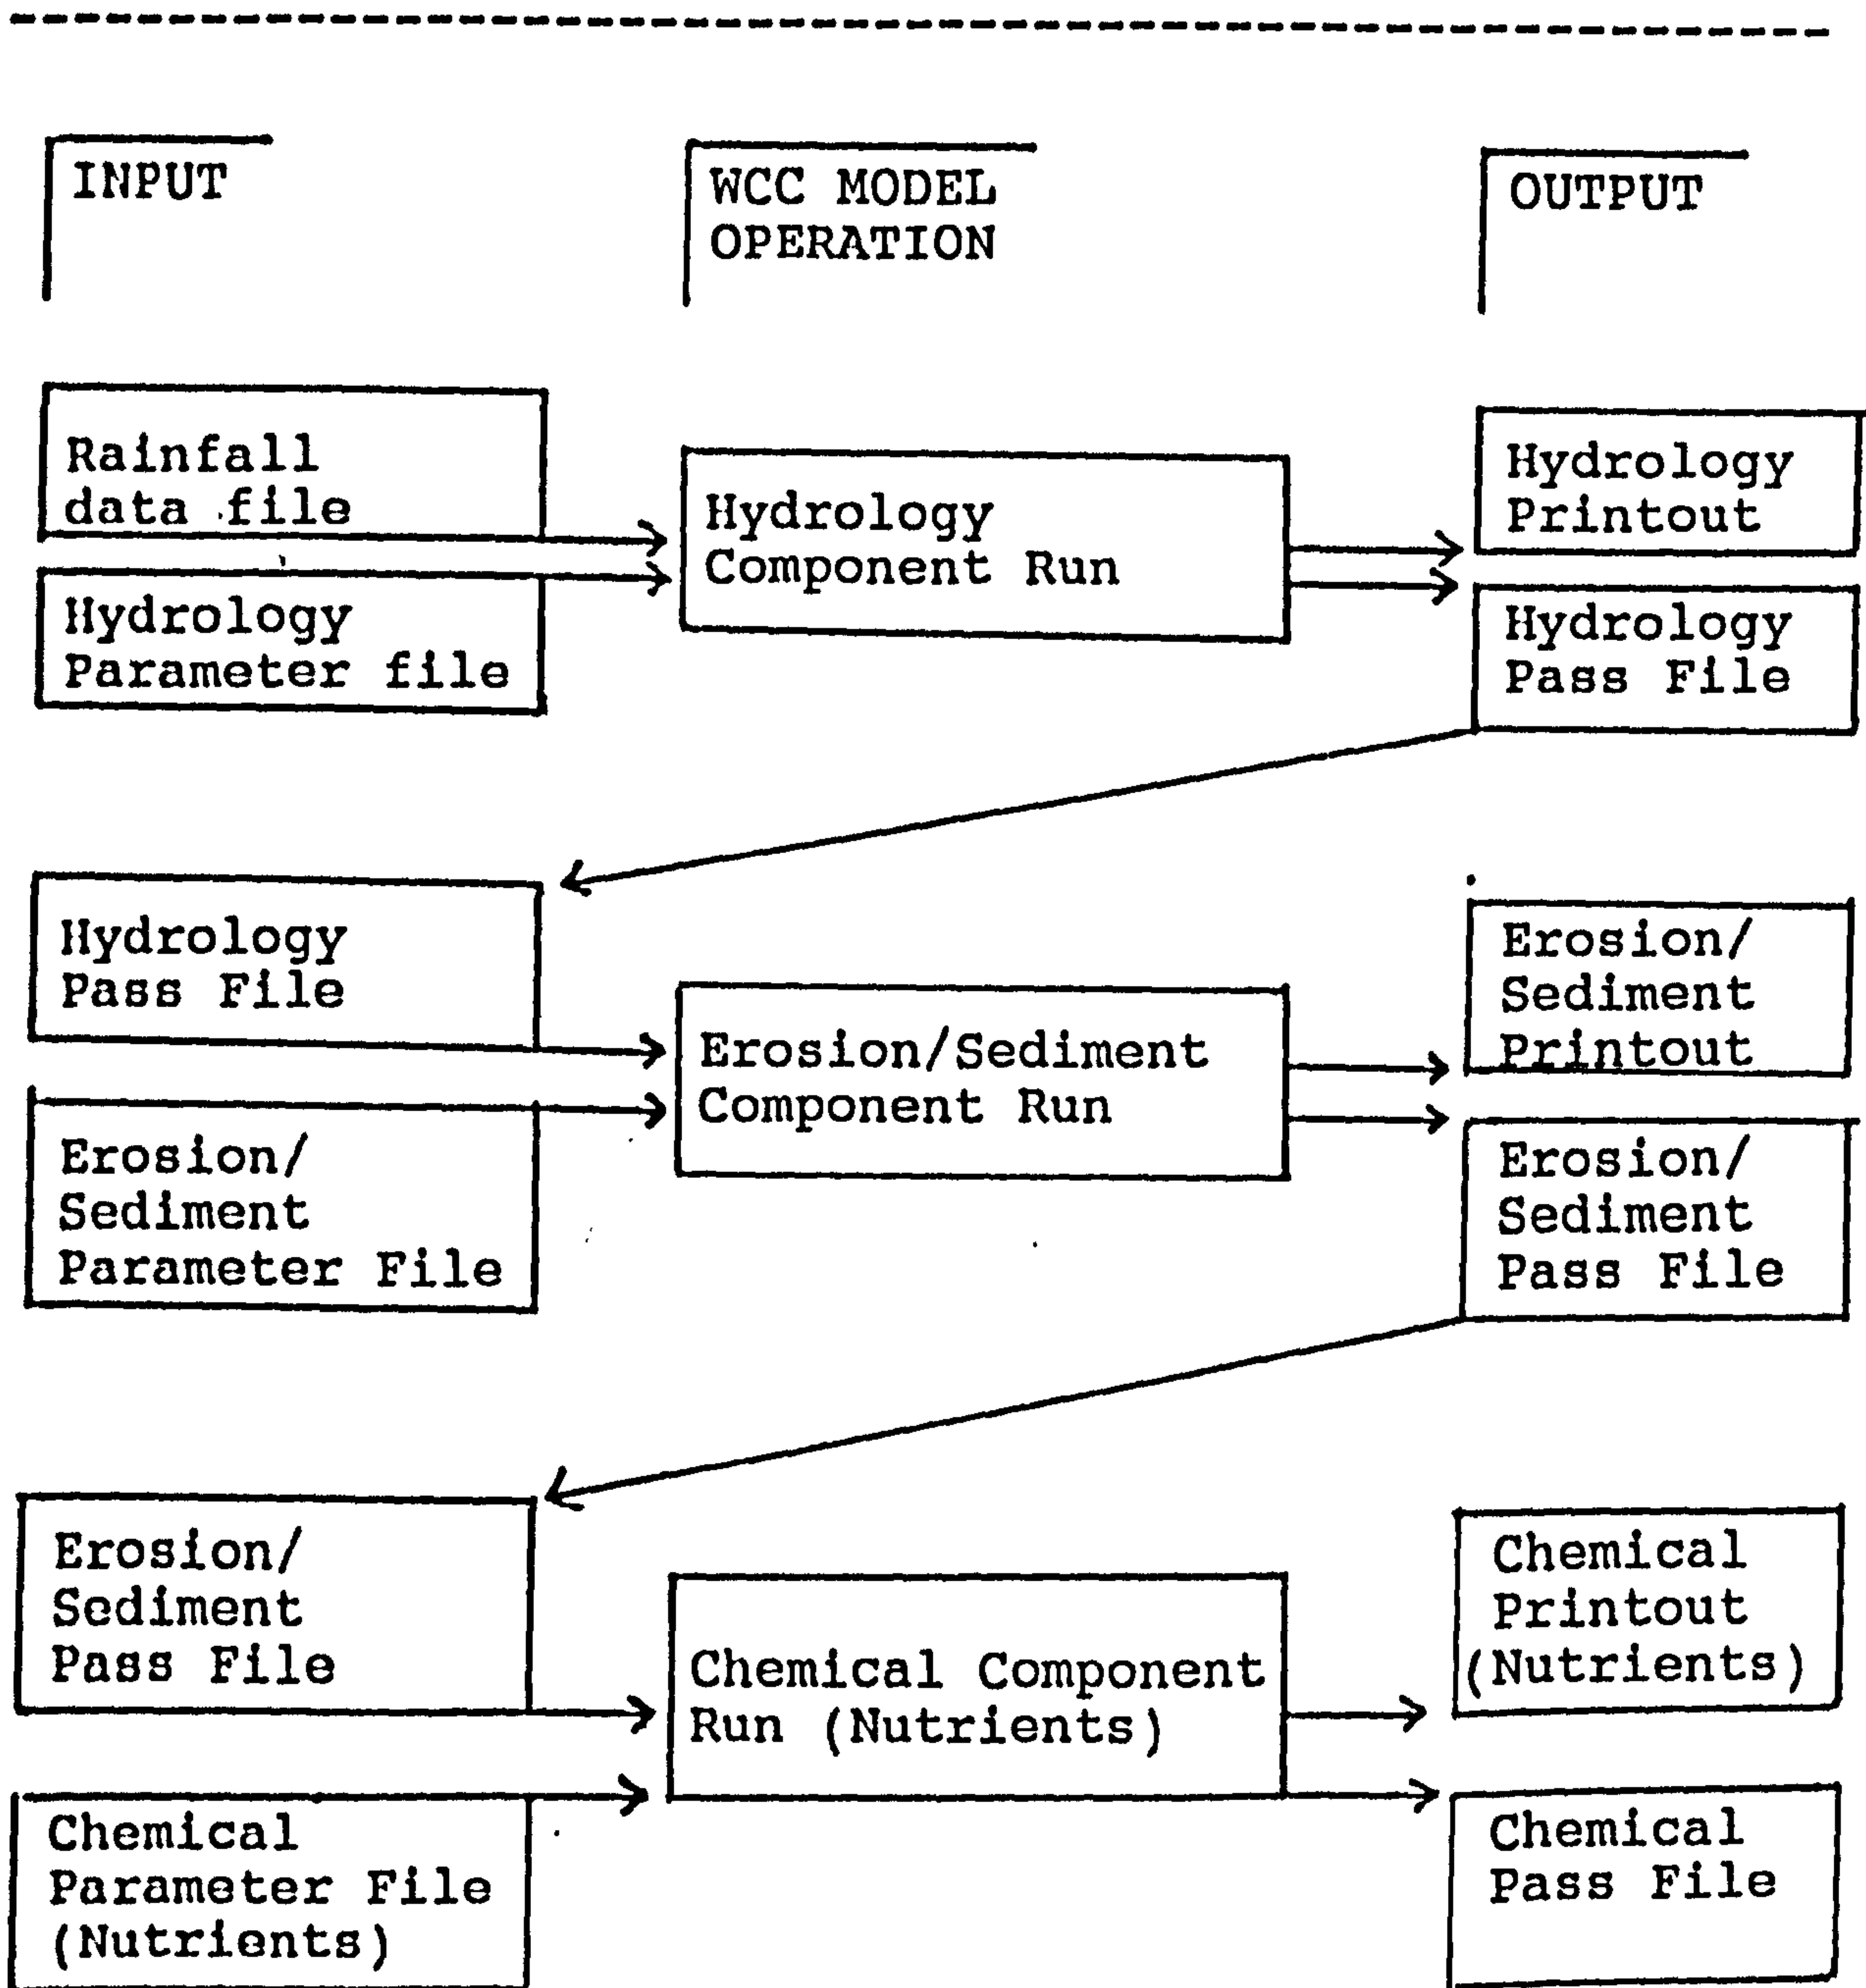 INPUT
WCC MODEL
OPERATION
OUTPUT
Rainfall
data file
Hydrology
Parameter file
Hydrology
Component Run
Hydrology
Printout
Hydrology
Pass File
Hydrology
Pass File
Erosion/
Sediment
Parameter File
Erosion/Sediment
Component Run
Erosion/
Sediment
Printout
Erosion/
Sediment
Pass File
Erosion/
Sediment
Pass File
Chemical
Parameter File
(Nutrients)
Chemical Component
Run (Nutrients)
Chemical
Printout
(Nutrients)
Chemical
Pass File